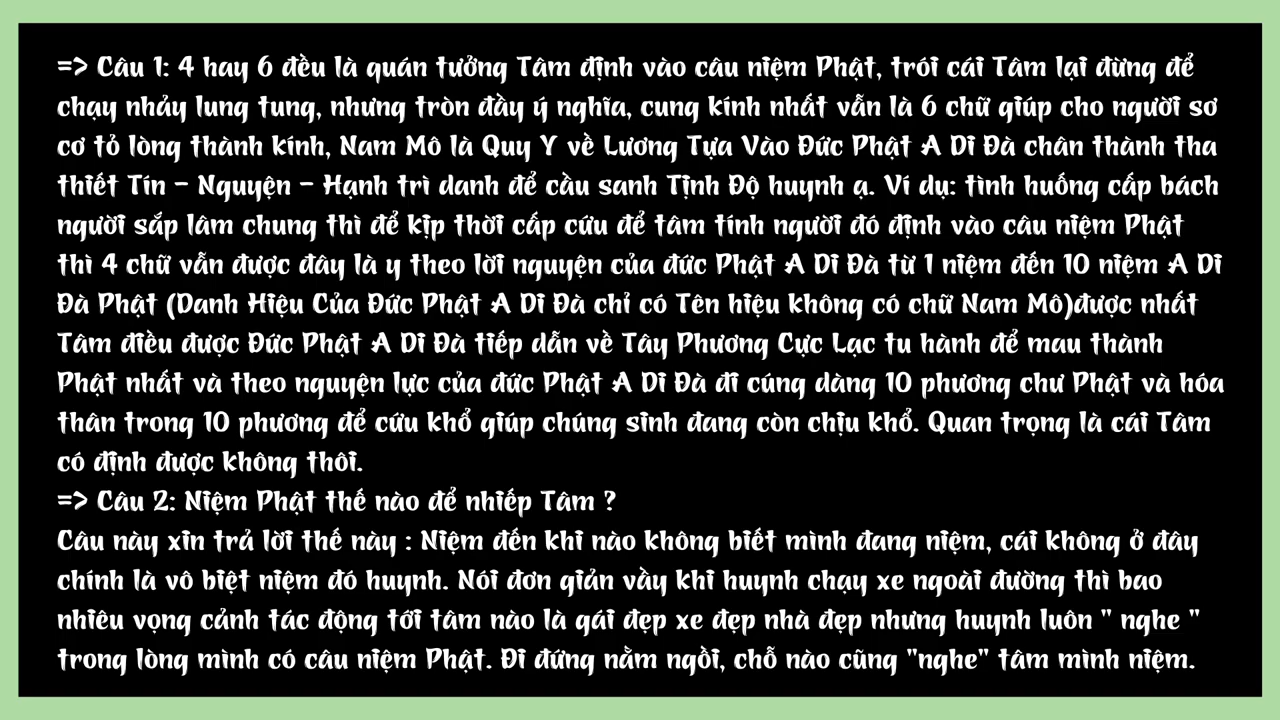 => Câu 1: 4 hay 6 đều là quán tưởng Tâm định vào câu niệm Phật, trói cái Tâm lại đừng để
chạy nhảy lung tung, nhưng tròn đầy ý nghĩa, cung kính nhất vẫn là 6 chữ giúp cho người sơ
cơ tỏ lòng thành kính, Nam Mô là Quy Y về Lương Tựa Vào Đức Phật A Di Đà chân thành tha
thiết Tín – Nguyện – Hạnh trì danh để cầu sanh Tịnh Độ huynh ạ. Ví dụ: tình huống cấp bách
người sắp lâm chung thì để kịp thời cấp cứu để tâm tính người đó định vào câu niệm Phật
thì 4 chữ vẫn được đây là y theo lời nguyện của đức Phật A Di Đà từ 1 niệm đến 10 niệm A Di
Đà Phật (Danh Hiệu Của Đức Phật A Di Đà chỉ có Tên hiệu không có chữ Nam Mô)được nhất
Tâm điều được Đức Phật A Di Đà tiếp dẫn về Tây Phương Cực Lạc tu hành để mau thành
Phật nhất và theo nguyện lực của đức Phật A Di Đà đi cúng dàng 10 phương chư Phật và hóa
thân trong 10 phương để cứu khổ giúp chúng sinh đang còn chịu khổ. Quan trọng là cái Tâm
có định được không thôi.
=> Câu 2: Niệm Phật thế nào để nhiếp Tâm ?
Câu này xin trả lời thế này : Niệm đến khi nào không biết mình đang niệm, cái không ở đây
chính là vô biệt niệm đó huynh. Nói đơn giản vầy khi huynh chạy xe ngoài đường thì bao
nhiêu vọng cảnh tác động tới tâm nào là gái đẹp xe đẹp nhà đẹp nhưng huynh luôn " nghe "
trong lòng mình có câu niệm Phật. Đi đứng nằm ngồi, chỗ nào cũng "nghe" tâm mình niệm.